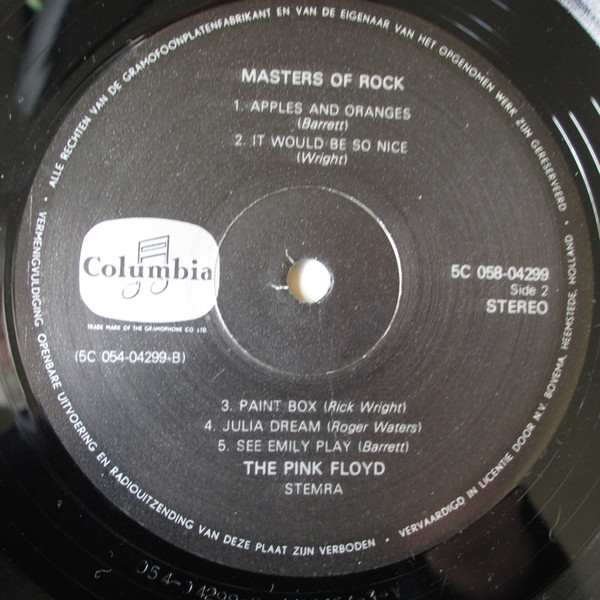 ALLE RECHTEN VAN DE GRAMOFOONPLATENFABRIKANT EN VAN DE EIGENAAR VAN HET OPGENOMEN WERK ZIJN GERESERVEERD •
MASTERS OF ROCK
1. APPLES AND ORANGES
(Barrett)
2. IT WOULD BE SO NICE
(Wright)
Columbia
TRADE MARK OF THE GRAMOPHONE CO LTD
(5C 054-04299-B)
5C 058-04299
Side 2
STEREO
3. PAINT BOX (Rick Wright)
4. JULIA DREAM (Roger Waters)
5. SEE EMILY PLAY (Barrett)
THE PINK FLOYD
STEMRA
• VERMENIGVULDIGING OPENBARE UITVOERING EN RADIOUITZENDING VAN DEZE PLAAT ZIJN VERBODEN •
VERVAARDIGD IN LICENTIE DOOR N.V. BOVEMA, HEEMSTEDE, HOLLAND •
054-04299